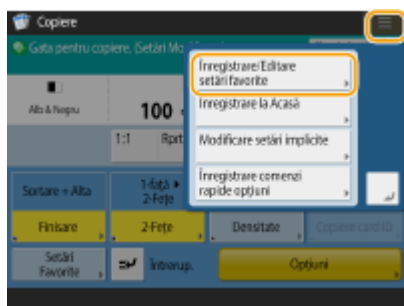 Copiere
Gata pentru copiere. (Setări Mo
Înregistrare/Editare
setări favorite
Înregistrare la Acasă
Modificare setări implicite
Înregistrare comenzi
rapide opțiuni
Alb & Negru
100
1:1 Rprt
Sortare + Alta
1-față ▶
2-Fețe
Finisare
2-Fețe
Densitate
Copiere card ID
Setări
Favorite
Întrerup.
Opțiuni